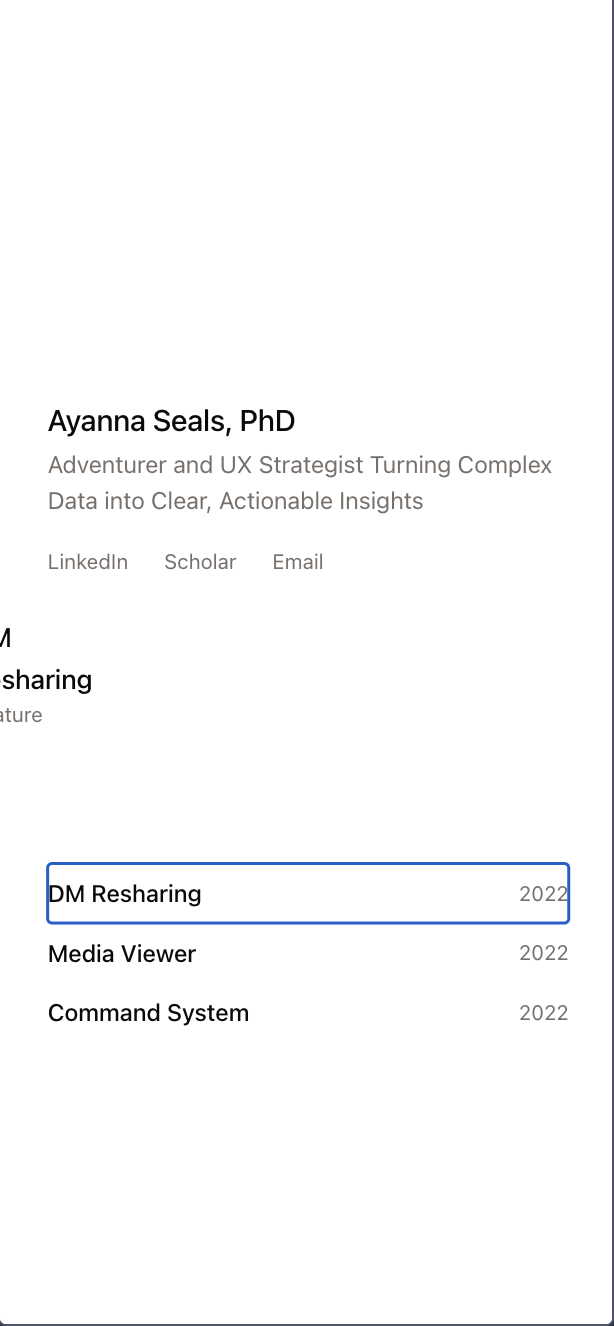 Ayanna Seals, PhD
Adventurer and UX Strategist Turning Complex
Data into Clear, Actionable Insights
LinkedIn Scholar Email
M
esharing
ature
DM Resharing 2022
Media Viewer 2022
Command System 2022